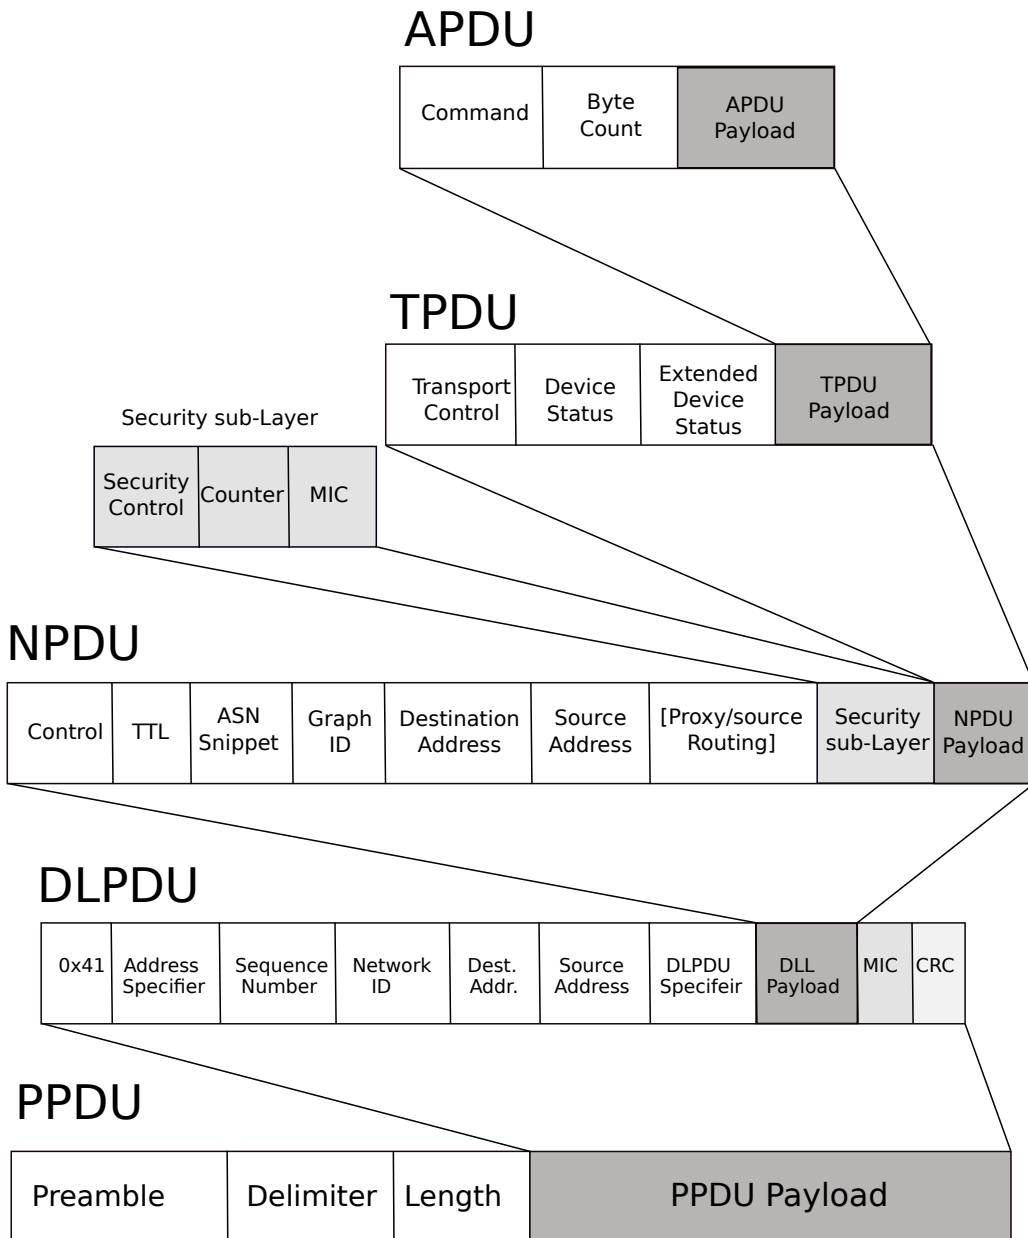 APDU
Command
Byte
Count
APDU
Payload
TPDU
Transport
Control
Device
Status
Extended
Device
Status
TPDU
Payload
Security sub-Layer
Security
Control
Counter
MIC
NPDU
Control
TTL
ASN
Snippet
Graph
ID
Destination
Address
Source
Address
[Proxy/source
Routing]
Security
sub-Layer
NPDU
Payload
DLPDU
0x41
Address
Specifier
Sequence
Number
Network
ID
Dest.
Addr.
Source
Address
DLPDU
Specifeir
DLL
Payload
MIC
CRC
PPDU
Preamble
Delimiter
Length
PPDU Payload